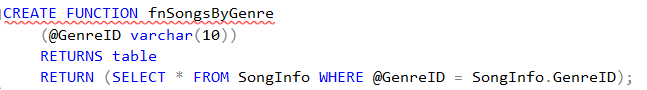 CREATE FUNCTION fnSongsByGenre
(@GenreID varchar(10))
RETURNS table
RETURN (SELECT * FROM SongInfo WHERE @GenreID = SongInfo.GenreID);